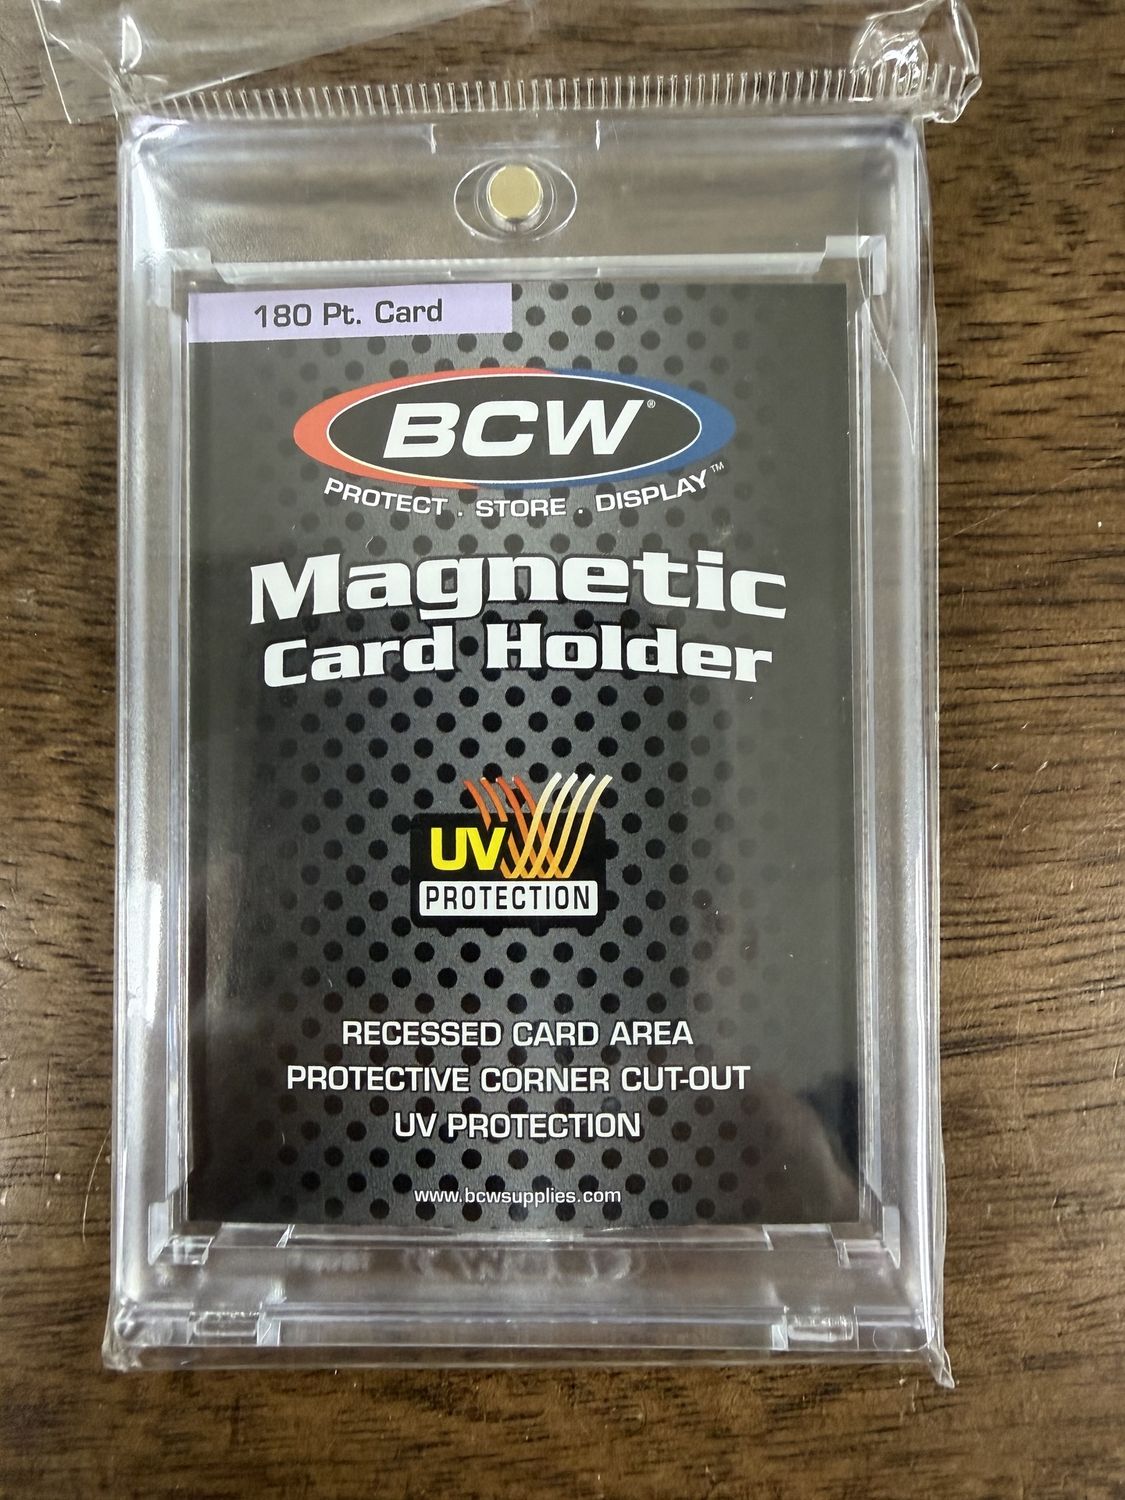 180 Pt. Card
BCW®
PROTECT . STORE . DISPLAY™
Magnetic
Card Holder
UV
PROTECTION
RECESSED CARD AREA
PROTECTIVE CORNER CUT-OUT
UV PROTECTION
www.bcwsupplies.com